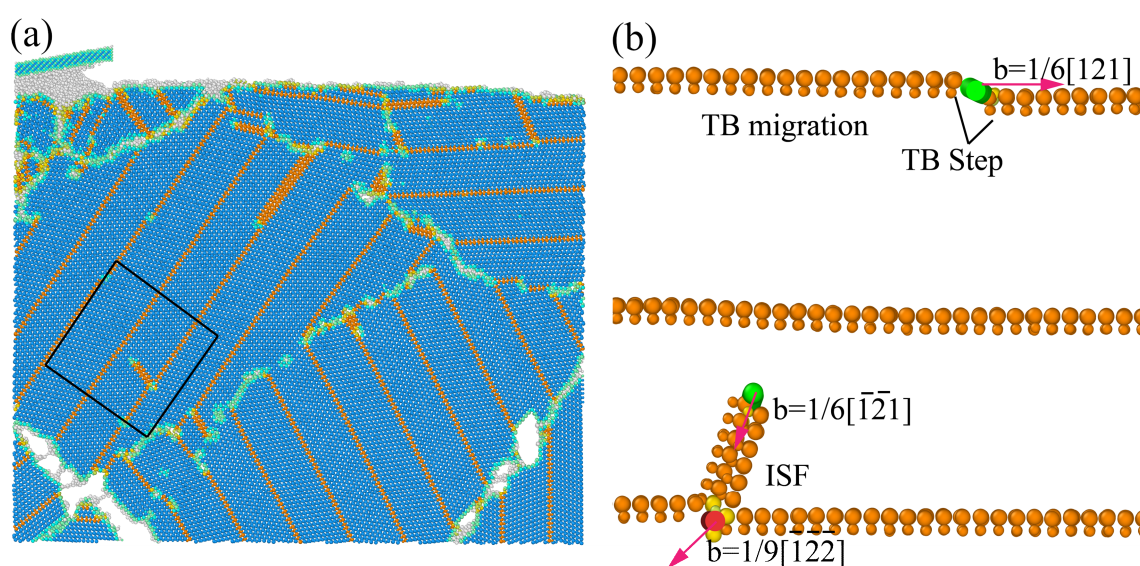 (a)
(b)
b=1/6[121]
TB migration
TB Step
b=1/6[1̄2̄1]
ISF
b=1/9[1̄2̄2̄]